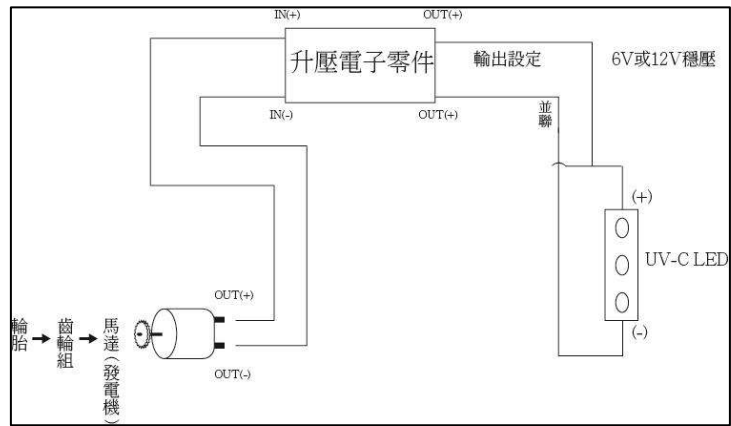 IN(+)
OUT(+)
升壓電子零件
輸出設定
6V或12V穩壓
IN(-)
OUT(+)
並聯
(+)
UV-C LED
(-)
OUT(+)
OUT(-)
輪胎
齒輪組
馬達(發電機)